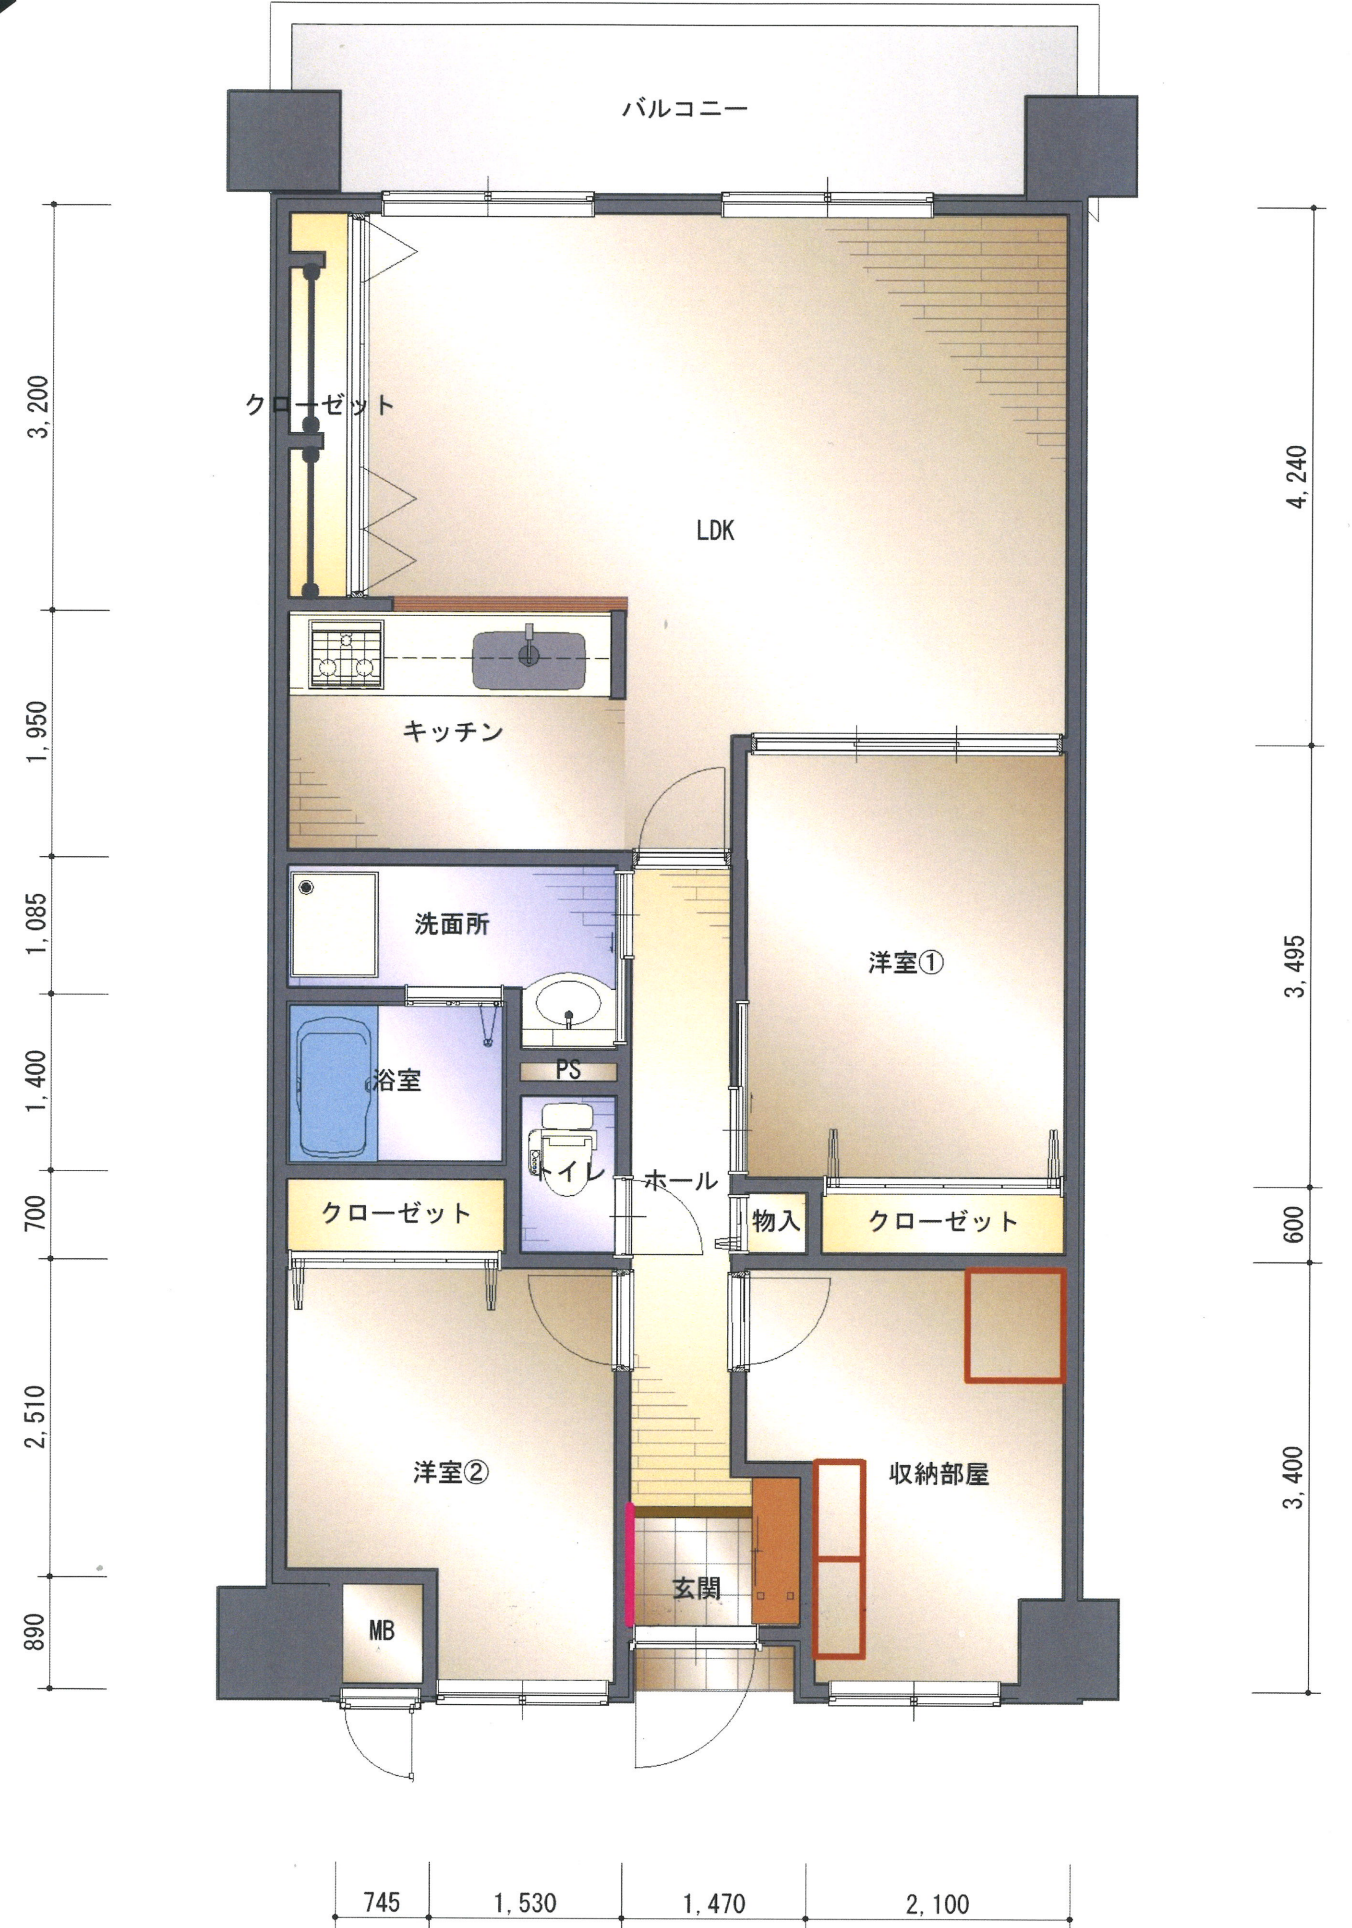 バルコニー
3,200
クローゼット
4,240
LDK
1,950
キッチン
1,085
洗面所
洋室①
3,495
1,400
浴室
PS
トイレ
ホール
700
クローゼット
物入
クローゼット
600
2,510
洋室②
収納部屋
3,400
玄関
890
MB
745
1,530
1,470
2,100